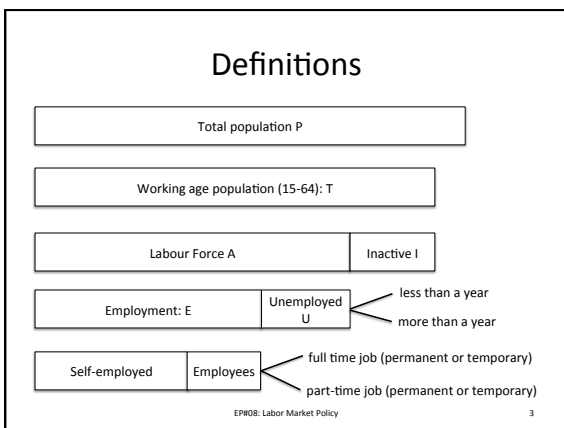 Definitions
Total population P
Working age population (15-64): T
Labour Force A
Inactive I
Employment: E
Unemployed
U
less than a year
more than a year
Self-employed
Employees
full time job (permanent or temporary)
part-time job (permanent or temporary)
EP#08: Labor Market Policy
3